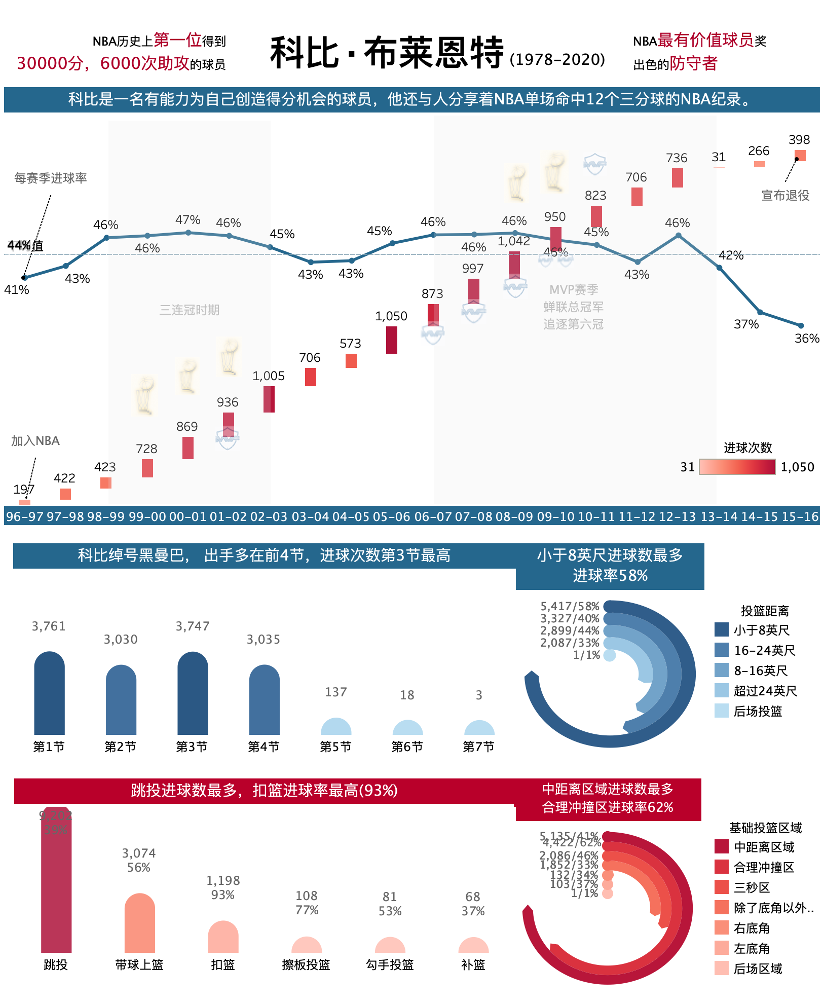 NBA历史上第一位得到
30000分，6000次助攻的球员
科比·布莱恩特 (1978-2020)
NBA最有价值球员奖
出色的防守者
科比是一名有能力为自己创造得分机会的球员，他还与人分享着NBA单场命中12个三分球的NBA纪录。
每赛季进球率
44%值
41%
43%
46%
46%
47%
46%
45%
43%
43%
45%
46%
46%
46%
46%
45%
43%
46%
42%
37%
36%
三连冠时期
MVP赛季
蝉联总冠军
追逐第六冠
宣布退役
加入NBA
197
422
423
728
869
936
1,005
706
573
1,050
873
997
1,042
950
823
706
736
31
266
398
进球次数
31
1,050
96-97 97-98 98-99 99-00 00-01 01-02 02-03 03-04 04-05 05-06 06-07 07-08 08-09 09-10 10-11 11-12 12-13 13-14 14-15 15-16
科比绰号黑曼巴， 出手多在前4节，进球次数第3节最高
3,761
3,030
3,747
3,035
137
18
3
第1节 第2节 第3节 第4节 第5节 第6节 第7节
小于8英尺进球数最多
进球率58%
5,417/58%
3,327/40%
2,899/44%
2,087/33%
1/1%
投篮距离
小于8英尺
16-24英尺
8-16英尺
超过24英尺
后场投篮
跳投进球数最多，扣篮进球率最高(93%)
3,074
56%
1,198
93%
108
77%
81
53%
68
37%
跳投 带球上篮 扣篮 擦板投篮 勾手投篮 补篮
中距离区域进球数最多
合理冲撞区进球率62%
5,135/41%
4,422/62%
2,086/46%
1,852/33%
132/34%
103/37%
1/1%
基础投篮区域
中距离区域
合理冲撞区
三秒区
除了底角以外..
右底角
左底角
后场区域